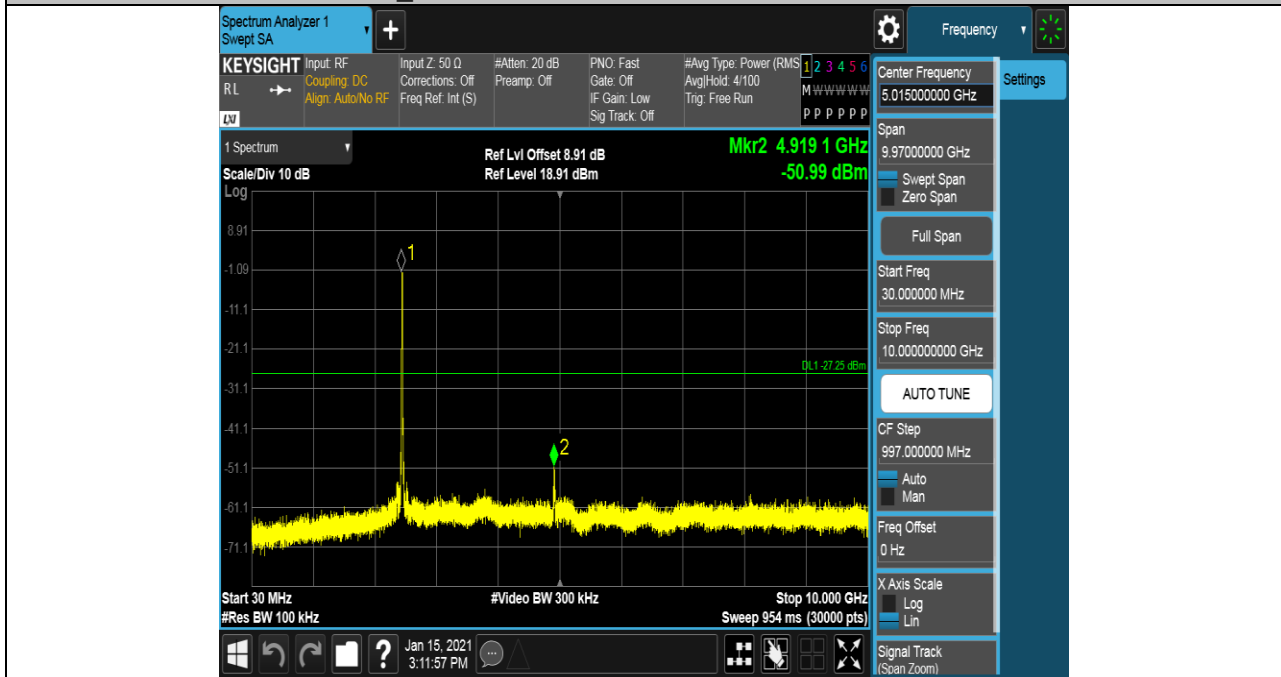 Spectrum Analyzer 1
Swept SA
+
Frequency
KEYSIGHT
RL
LXI
Input: RF
Coupling: DC
Align: Auto/No RF
Input Z: 50 Ω
Corrections: Off
Freq Ref: Int (S)
#Atten: 20 dB
Preamp: Off
PNO: Fast
Gate: Off
IF Gain: Low
Sig Track: Off
#Avg Type: Power (RMS
Avg|Hold: 4/100
Trig: Free Run
1 2 3 4 5 6
M W W W W W
P P P P P P
1 Spectrum
Scale/Div 10 dB
Ref Lvl Offset 8.91 dB
Ref Level 18.91 dBm
Mkr2 4.919 1 GHz
-50.99 dBm
Log
8.91
-1.09
-11.1
-21.1
-31.1
-41.1
-51.1
-61.1
-71.1
1
2
DL1 -27.25 dBm
Start 30 MHz
#Res BW 100 kHz
#Video BW 300 kHz
Stop 10.000 GHz
Sweep 954 ms (30000 pts)
?
Jan 15, 2021
3:11:57 PM
Center Frequency
5.015000000 GHz
Span
9.97000000 GHz
Swept Span
Zero Span
Full Span
Start Freq
30.000000 MHz
Stop Freq
10.000000000 GHz
AUTO TUNE
CF Step
997.000000 MHz
Auto
Man
Freq Offset
0 Hz
X Axis Scale
Log
Lin
Signal Track
(Span Zoom)
Settings